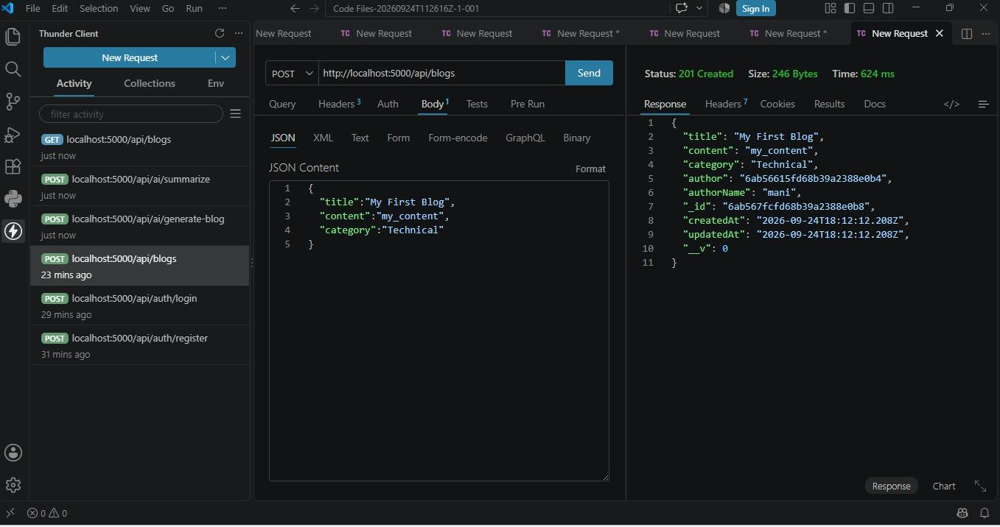 File Edit Selection View Go Run ··· Code Files-20260924T112616Z-1-001 Sign In
Thunder Client
New Request
Activity Collections Env
filter activity
GET localhost:5000/api/blogs
just now
POST localhost:5000/api/ai/summarize
just now
POST localhost:5000/api/ai/generate-blog
just now
POST localhost:5000/api/blogs
23 mins ago
POST localhost:5000/api/auth/login
29 mins ago
POST localhost:5000/api/auth/register
31 mins ago
New Request TC New Request TC New Request TC New Request * TC New Request TC New Request * TC New Request
POST http://localhost:5000/api/blogs Send
Query Headers 3 Auth Body 1 Tests Pre Run
JSON XML Text Form Form-encode GraphQL Binary
JSON Content Format
1 {
2 "title":"My First Blog",
3 "content":"my_content",
4 "category":"Technical"
5 }
Status: 201 Created Size: 246 Bytes Time: 624 ms
Response Headers 7 Cookies Results Docs </>
1 {
2 "title": "My First Blog",
3 "content": "my_content",
4 "category": "Technical",
5 "author": "6ab56615fd68b39a2388e0b4",
6 "authorName": "mani",
7 "_id": "6ab567fcfd68b39a2388e0b8",
8 "createdAt": "2026-09-24T18:12:12.208Z",
9 "updatedAt": "2026-09-24T18:12:12.208Z",
10 "__v": 0
11 }
Response Chart
0 0